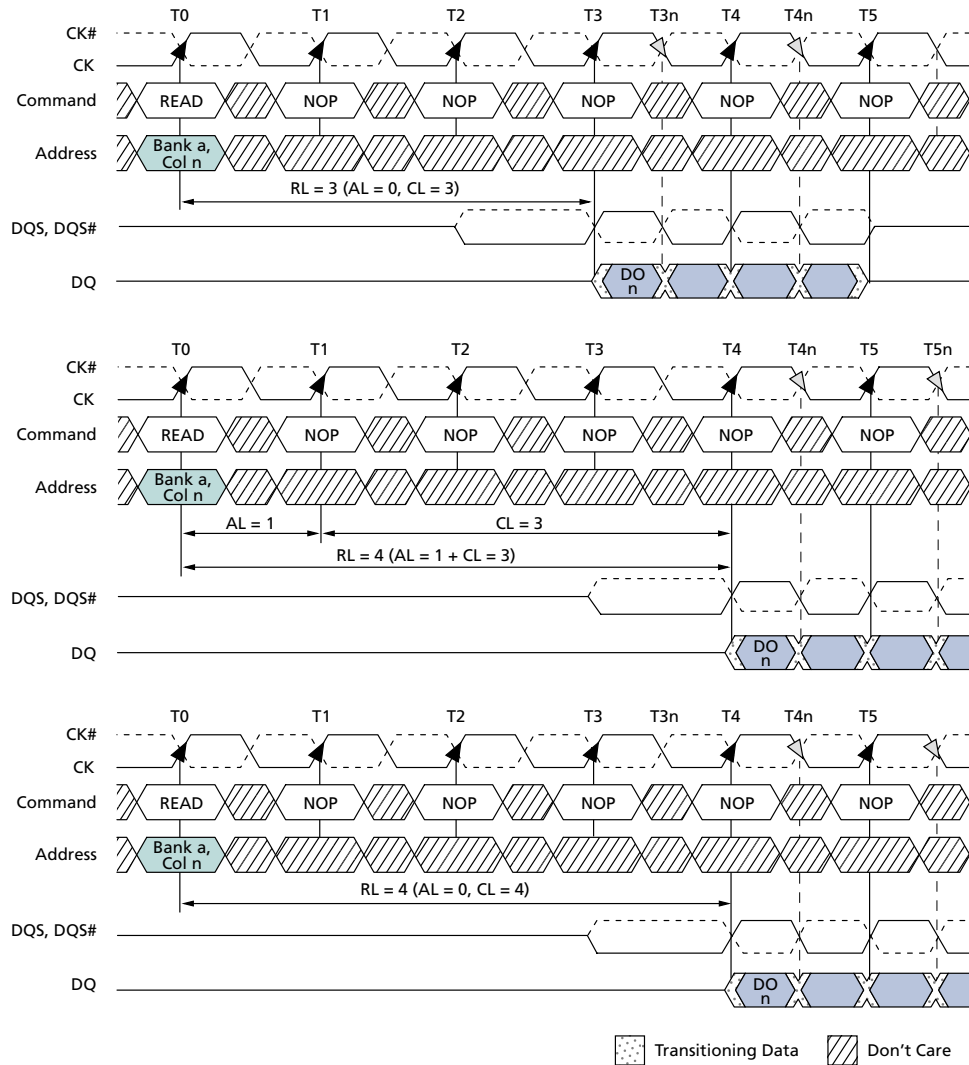 T0 T1 T2 T3 T3n T4 T4n T5
CK#
CK
Command READ NOP NOP NOP NOP NOP
Address Bank a,
Col n
RL = 3 (AL = 0, CL = 3)
DQS, DQS#
DQ DO
n
T0 T1 T2 T3 T4 T4n T5 T5n
CK#
CK
Command READ NOP NOP NOP NOP NOP
Address Bank a,
Col n
AL = 1 CL = 3
RL = 4 (AL = 1 + CL = 3)
DQS, DQS#
DQ DO
n
T0 T1 T2 T3 T3n T4 T4n T5
CK#
CK
Command READ NOP NOP NOP NOP NOP
Address Bank a,
Col n
RL = 4 (AL = 0, CL = 4)
DQS, DQS#
DQ DO
n
Transitioning Data Don't Care